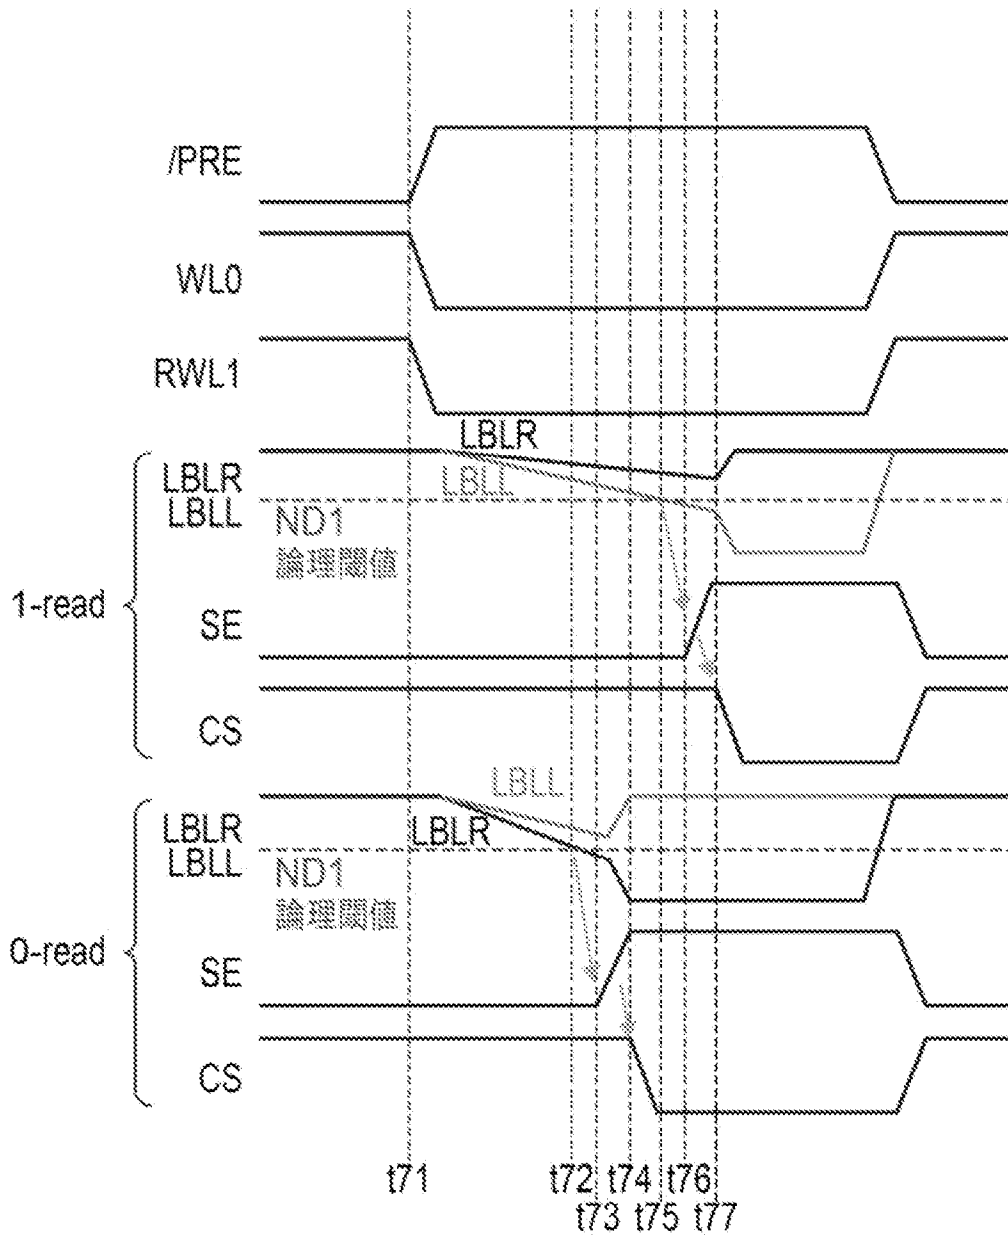 /PRE
WL0
RWL1
LBLR
LBLL
LBLR
LBLL
ND1
論理閾値
1-read
SE
CS
LBLL
LBLR
LBLR
LBLL
ND1
論理閾値
0-read
SE
CS
t71
t72
t74
t76
t73
t75
t77